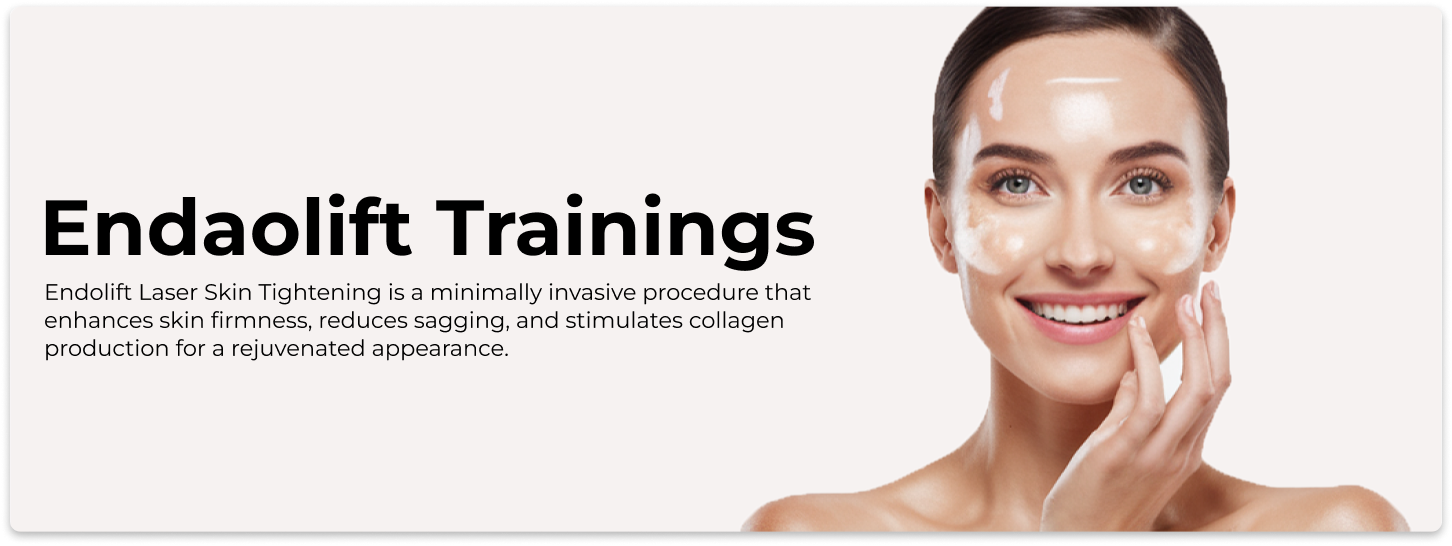 Endaolift Trainings
Endolift Laser Skin Tightening is a minimally invasive procedure that
enhances skin firmness, reduces sagging, and stimulates collagen
production for a rejuvenated appearance.